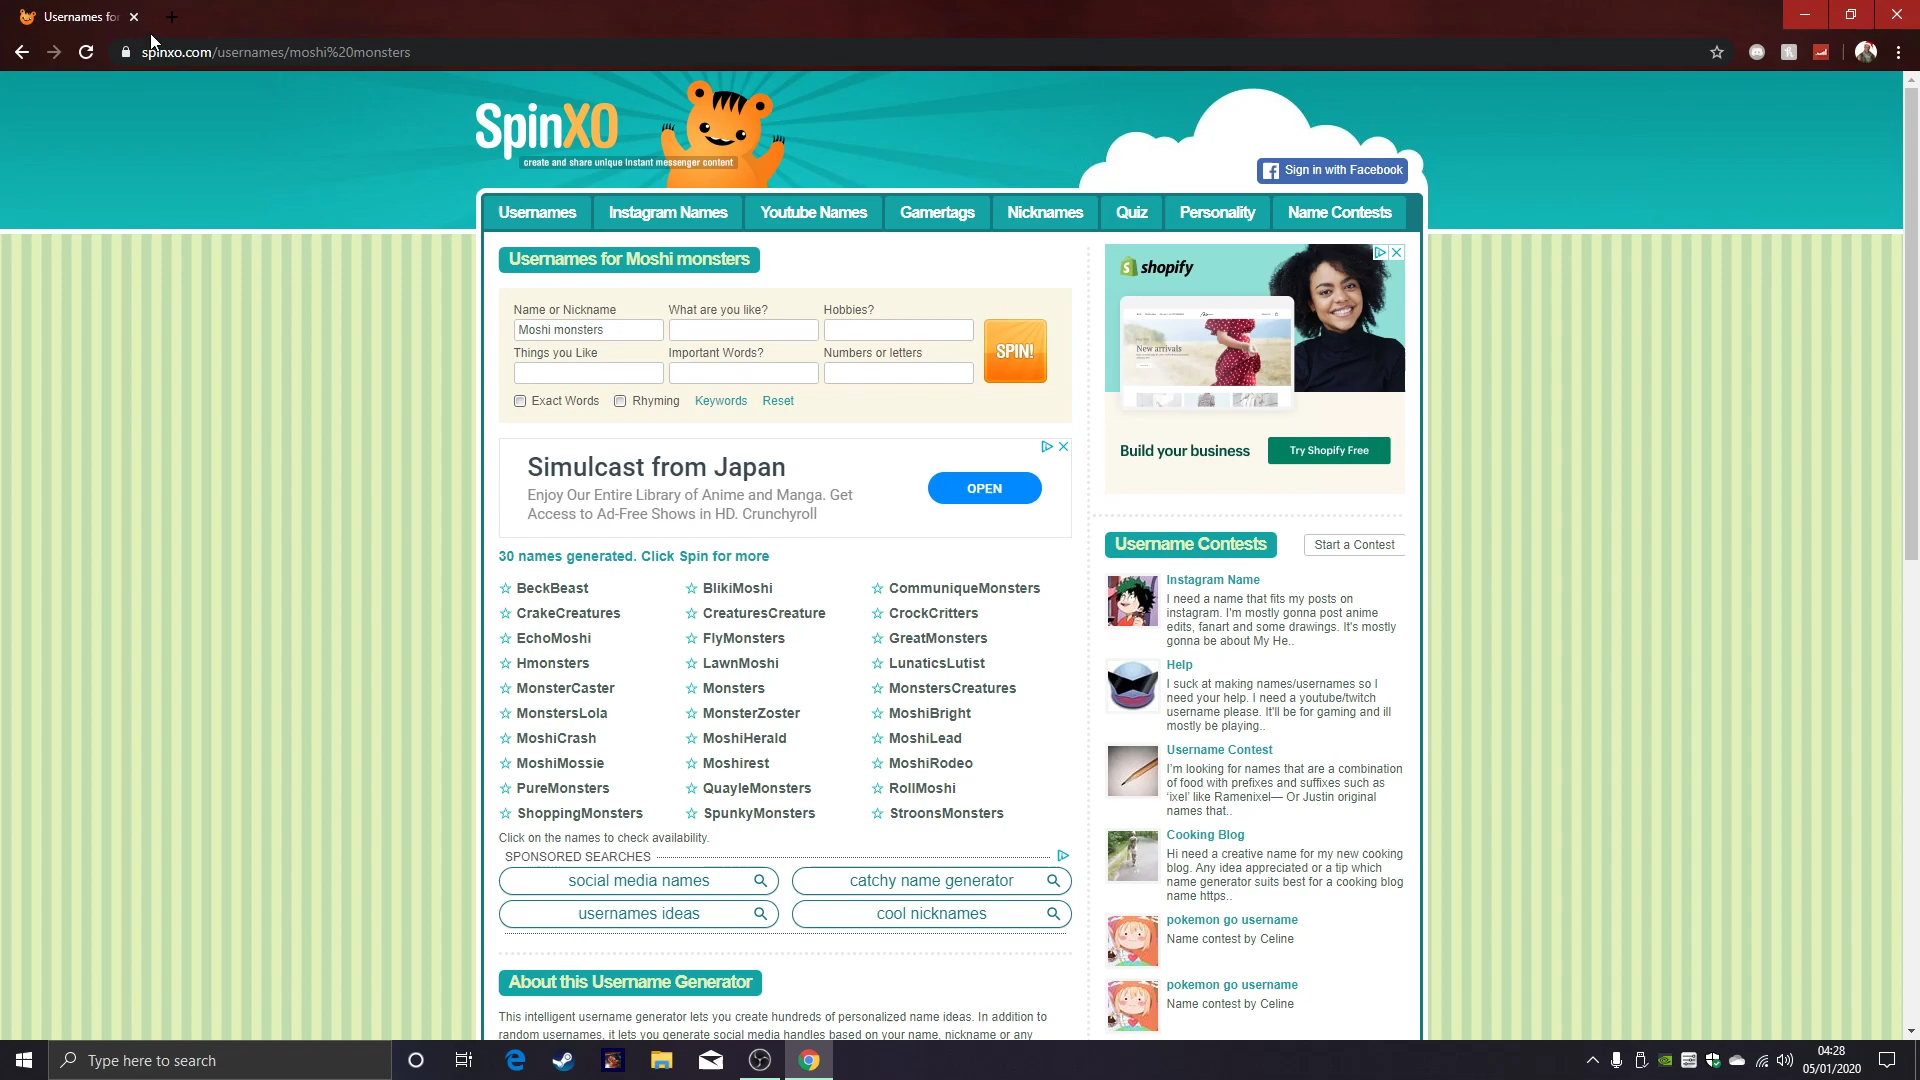 Usernames for
spinxo.com/usernames/moshi%20monsters
SpinXO
create and share unique instant messenger content
Sign in with Facebook
Usernames Instagram Names Youtube Names Gamertags Nicknames Quiz Personality Name Contests
Usernames for Moshi monsters
Name or Nickname What are you like? Hobbies?
Moshi monsters
Things you Like Important Words? Numbers or letters
SPIN!
Exact Words Rhyming Keywords Reset
Simulcast from Japan
Enjoy Our Entire Library of Anime and Manga. Get
Access to Ad-Free Shows in HD. Crunchyroll
OPEN
30 names generated. Click Spin for more
BeckBeast BlikiMoshi CommuniqueMonsters
CrakeCreatures CreaturesCreature CrockCritters
EchoMoshi FlyMonsters GreatMonsters
Hmonsters LawnMoshi LunaticsLutist
MonsterCaster Monsters MonstersCreatures
MonstersLola MonsterZoster MoshiBright
MoshiCrash MoshiHerald MoshiLead
MoshiMossie Moshirest MoshiRodeo
PureMonsters QuayleMonsters RollMoshi
ShoppingMonsters SpunkyMonsters StroonsMonsters
Click on the names to check availability.
SPONSORED SEARCHES
social media names catchy name generator
usernames ideas cool nicknames
About this Username Generator
This intelligent username generator lets you create hundreds of personalized name ideas. In addition to
random usernames, it lets you generate social media handles based on your name, nickname or any
shopify
New arrivals
Build your business Try Shopify Free
Username Contests Start a Contest
Instagram Name
I need a name that fits my posts on
instagram. I'm mostly gonna post anime
edits, fanart and some drawings. It's mostly
gonna be about My He..
Help
I suck at making names/usernames so I
need your help. I need a youtube/twitch
username please. It'll be for gaming and ill
mostly be playing..
Username Contest
I'm looking for names that are a combination
of food with prefixes and suffixes such as
'ixel' like Ramenixel— Or Justin original
names that..
Cooking Blog
Hi need a creative name for my new cooking
blog. Any idea appreciated or a tip which
name generator suits best for a cooking blog
name https..
pokemon go username
Name contest by Celine
pokemon go username
Name contest by Celine
Type here to search
04:28
05/01/2020